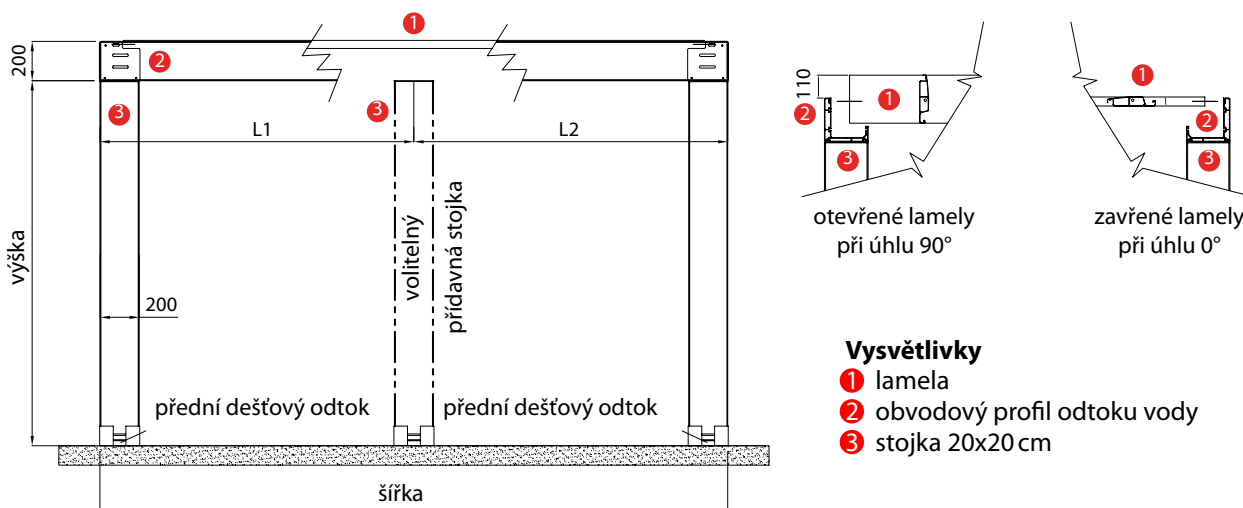 1
200
2
3
3
L1
L2
výška
volitelný
přídavná stojka
200
přední dešťový odtok
přední dešťový odtok
šířka
110
1
2
3
otevřené lamely
při úhlu 90°
1
2
3
zavřené lamely
při úhlu 0°
Vysvětlivky
1 lamela
2 obvodový profil odtoku vody
3 stojka 20x20 cm